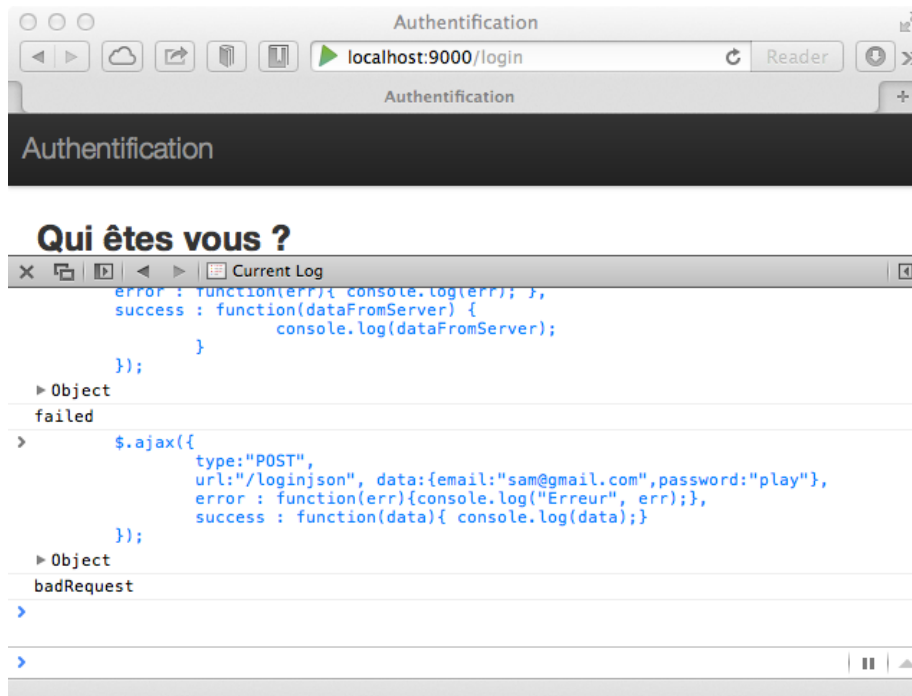 Authentification
localhost:9000/login
Reader
Authentification
Authentification
Qui êtes vous ?
Current Log
error : function(err){ console.log(err); },
success : function(dataFromServer) {
console.log(dataFromServer);
}
});
Object
failed
$.ajax({
type:"POST",
url:"/loginjson", data:{email:"sam@gmail.com",password:"play"},
error : function(err){console.log("Erreur", err);},
success : function(data){ console.log(data);}
});
Object
badRequest